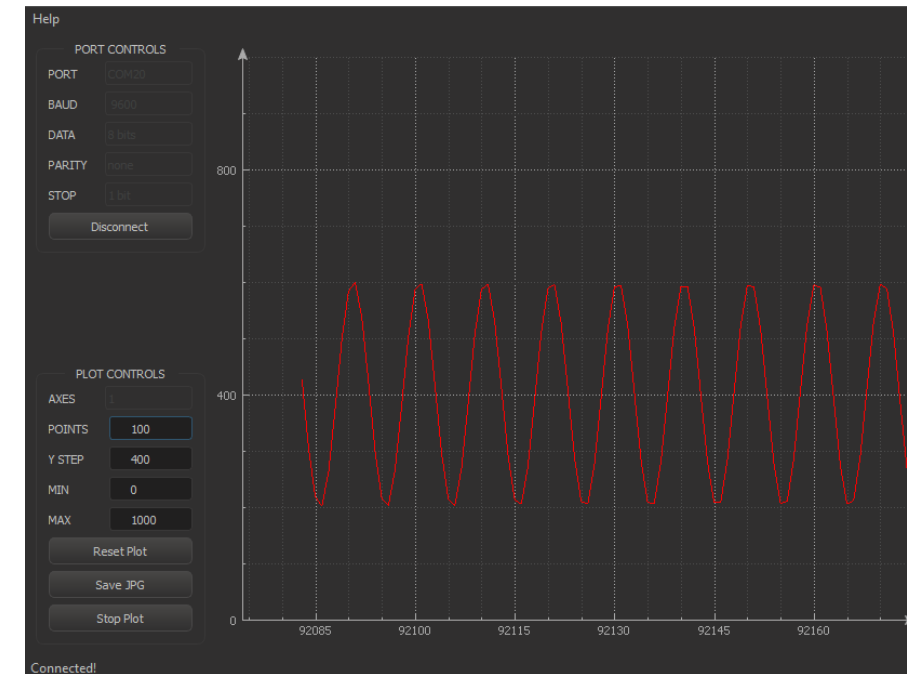 Help
PORT CONTROLS
PORT COM20
BAUD 9600
DATA 8 bits
PARITY none
STOP 1 bit
Disconnect
PLOT CONTROLS
AXES 1
POINTS 100
Y STEP 400
MIN 0
MAX 1000
Reset Plot
Save JPG
Stop Plot
Connected!
800
400
0
92085 92100 92115 92130 92145 92160